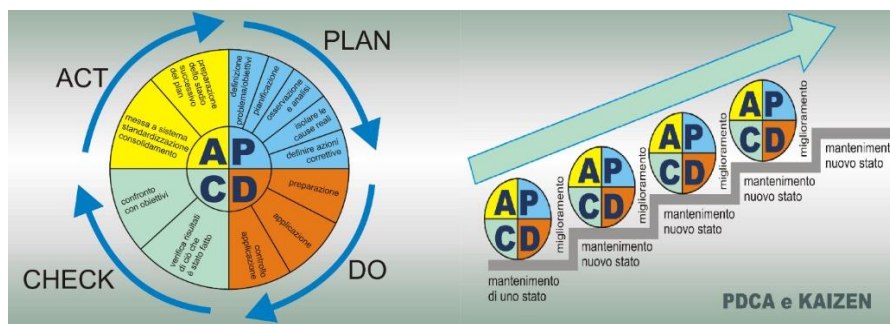 ACT
PLAN
CHECK
DO
A P
C D
definizione
problema/obiettivi
pianificazione
osservazione
e analisi
isolare le
cause reali
definire azioni
correttive
preparazione
applicazione
controllo
applicazione
verifica risultati
di ciò che
è stato fatto
confronto
con obiettivi
messa a sistema
standardizzazione
consolidamento
preparazione
dello stadio
successivo
del plan
A P
C D
mantenimento
di uno stato
miglioramento
A P
C D
mantenimento
nuovo stato
miglioramento
A P
C D
mantenimento
nuovo stato
miglioramento
A P
C D
mantenimento
nuovo stato
miglioramento
mantenimento
nuovo stato
PDCA e KAIZEN